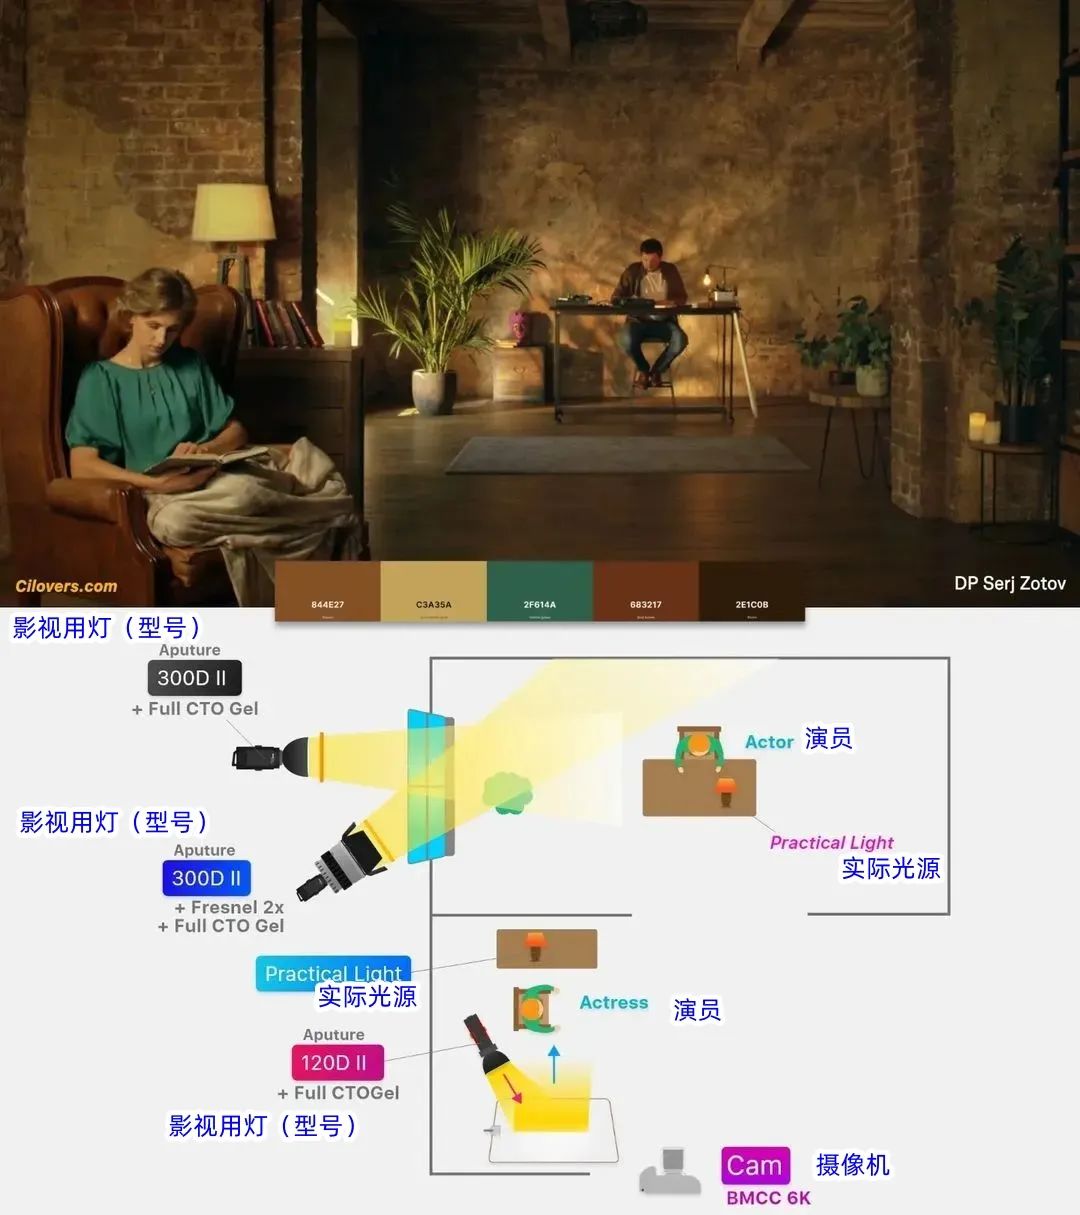 Cilovers.com
DP Serj Zotov
844E27
C3A35A
2F614A
683217
2E1C0B
影视用灯（型号）
Aputure
300D II
+ Full CTO Gel
Actor 演员
影视用灯（型号）
Aputure
300D II
+ Fresnel 2x
+ Full CTO Gel
Practical Light
实际光源
Practical Light
实际光源
Actress 演员
Aputure
120D II
+ Full CTOGel
影视用灯（型号）
Cam 摄像机
BMCC 6K